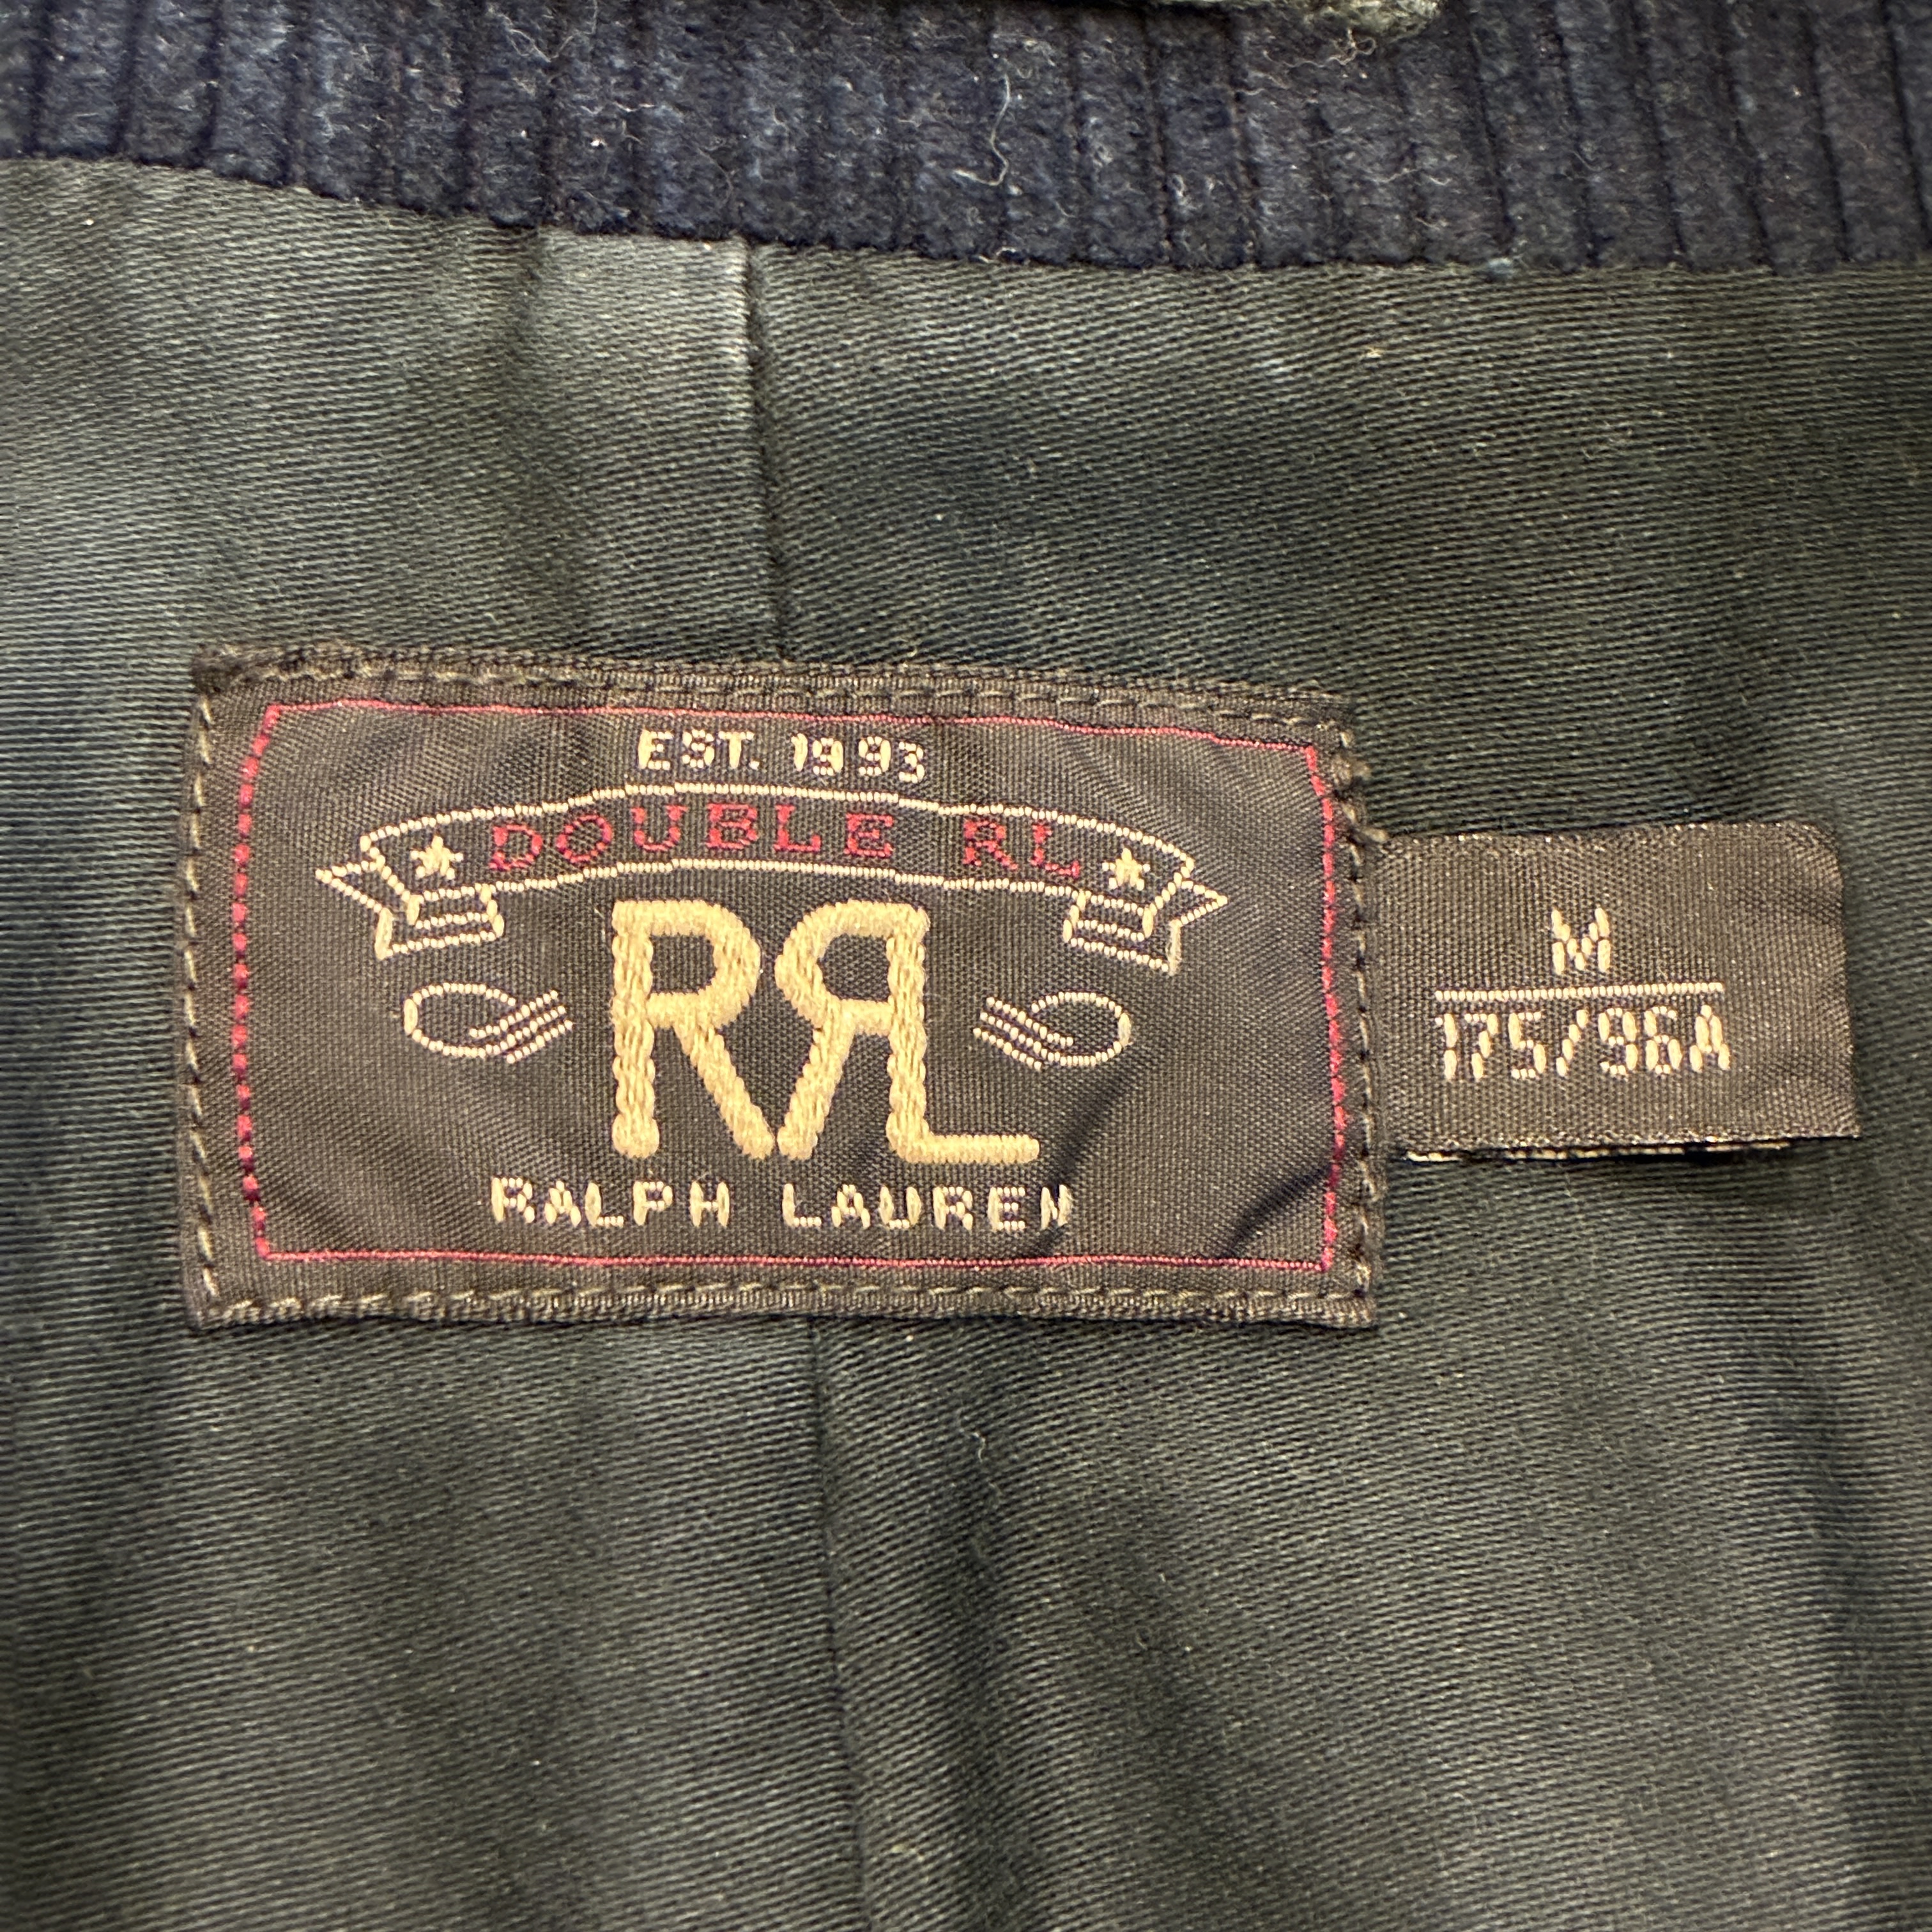 EST. 1993
DOUBLE RL
RRL
RALPH LAUREN
M
175/96A